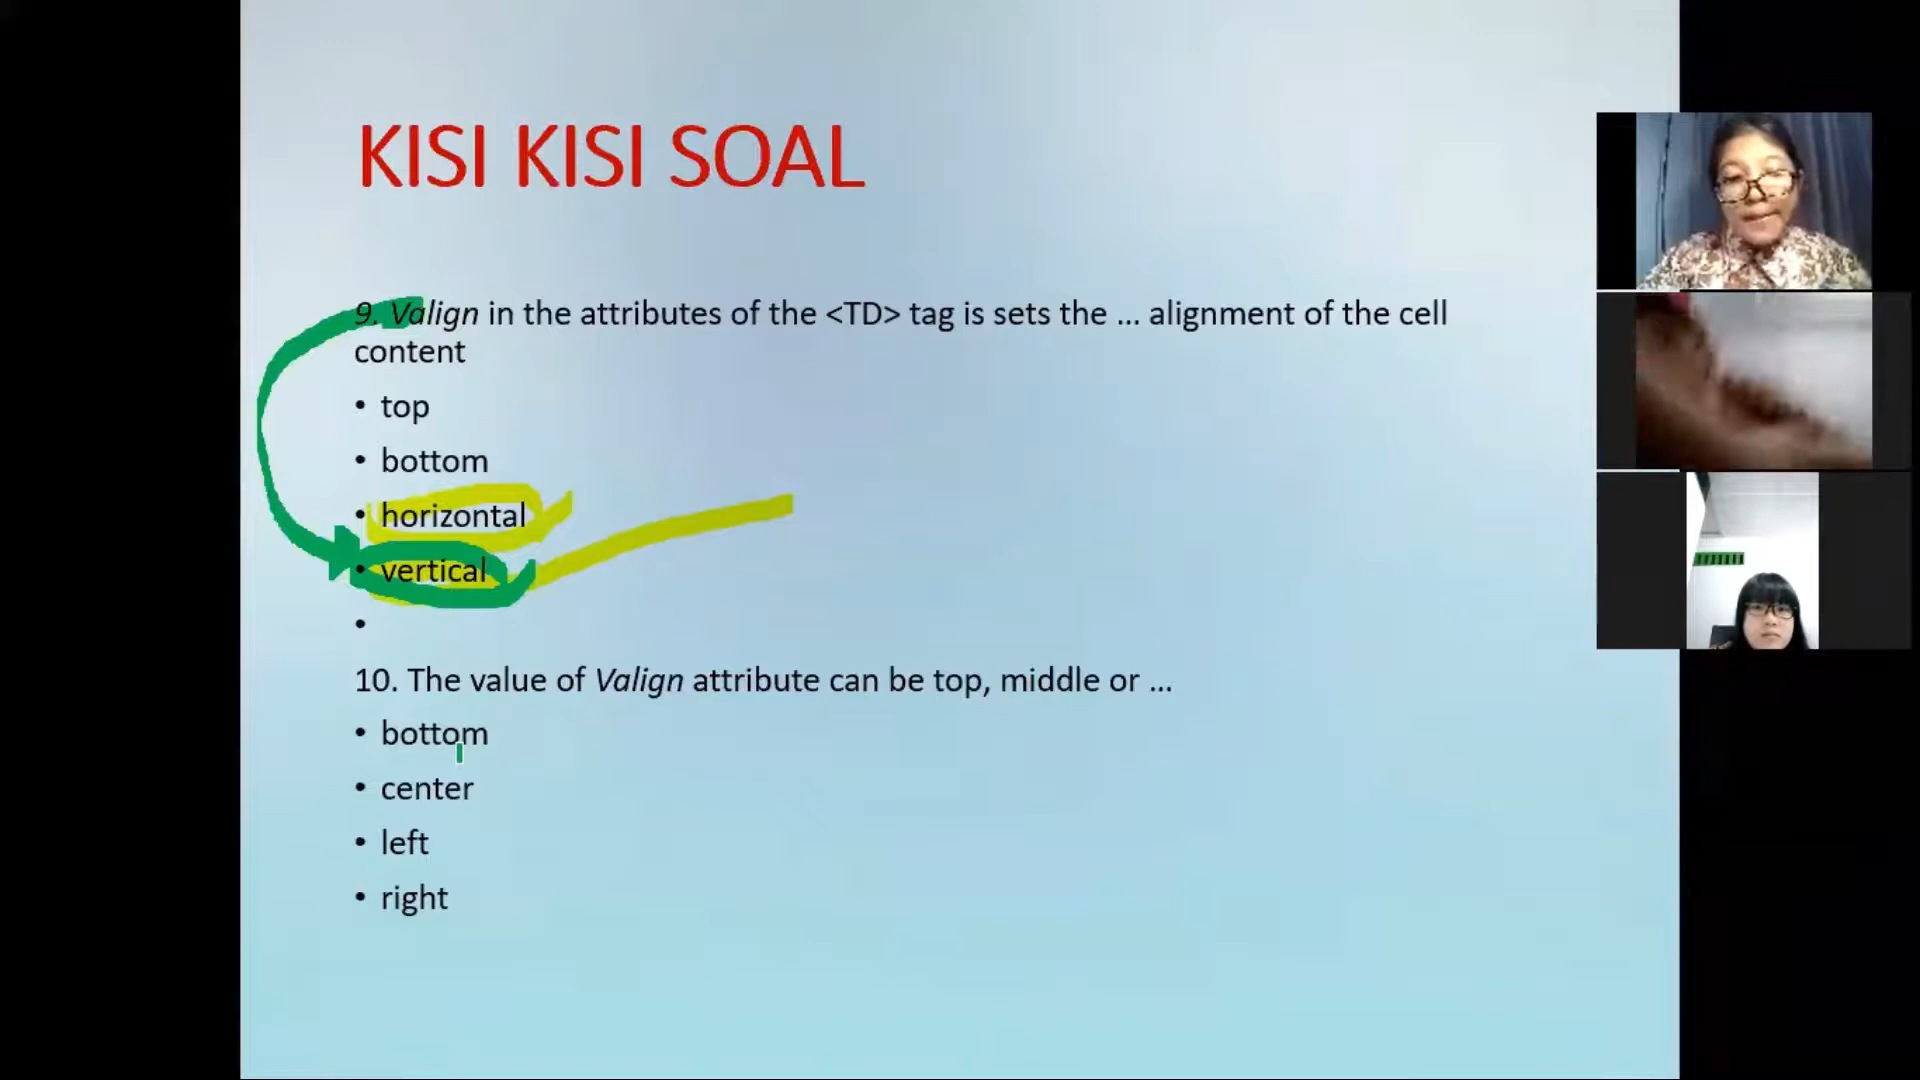 KISI KISI SOAL
9. Valign in the attributes of the <TD> tag is sets the ... alignment of the cell
content
• top
• bottom
• horizontal
• vertical
•
10. The value of Valign attribute can be top, middle or ...
• bottom
• center
• left
• right